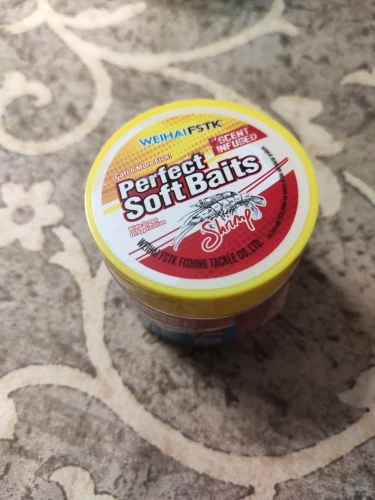 WEIHAI FSTK
SCENT
INFUSED
Catch More Fish!
Perfect
Soft Baits
Shrimp
WEIHAI FSTK FISHING TACKLE CO.,LTD.